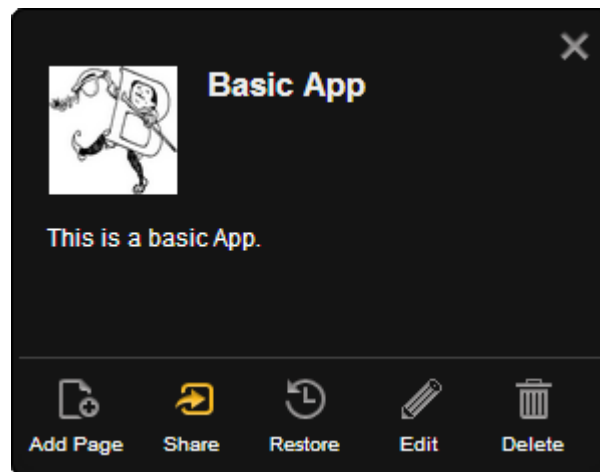 Basic App
This is a basic App.
Add Page
Share
Restore
Edit
Delete